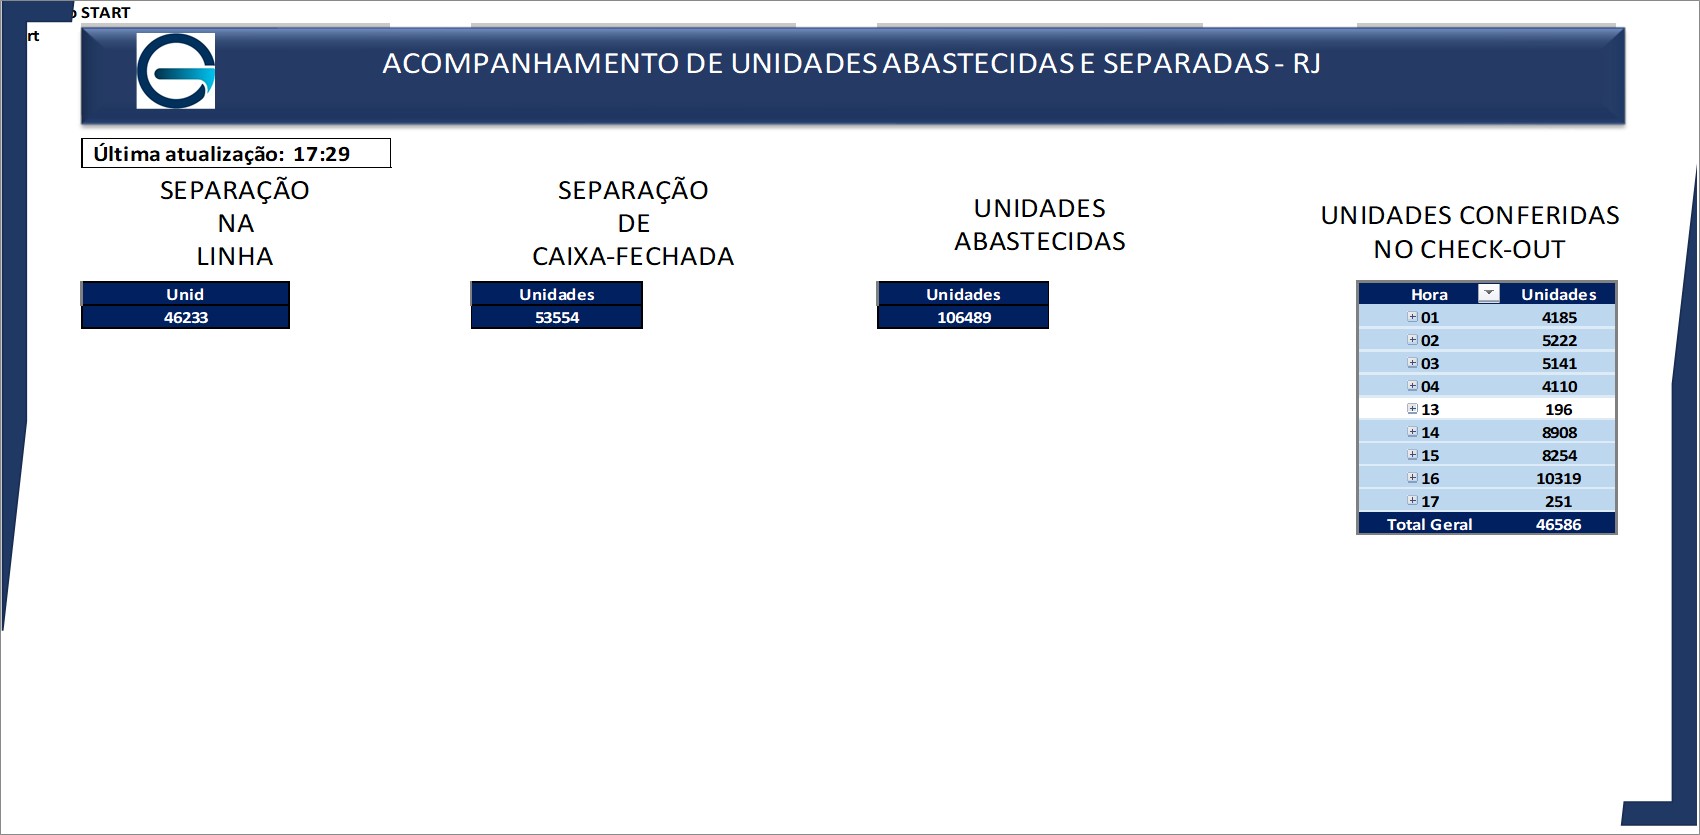 START
rt
ACOMPANHAMENTO DE UNIDADES ABASTECIDAS E SEPARADAS - RJ
Última atualização: 17:29
SEPARAÇÃO
NA
LINHA
Unid
46233
SEPARAÇÃO
DE
CAIXA-FECHADA
Unidades
53554
UNIDADES
ABASTECIDAS
Unidades
106489
UNIDADES CONFERIDAS
NO CHECK-OUT
Hora Unidades
01 4185
02 5222
03 5141
04 4110
13 196
14 8908
15 8254
16 10319
17 251
Total Geral 46586